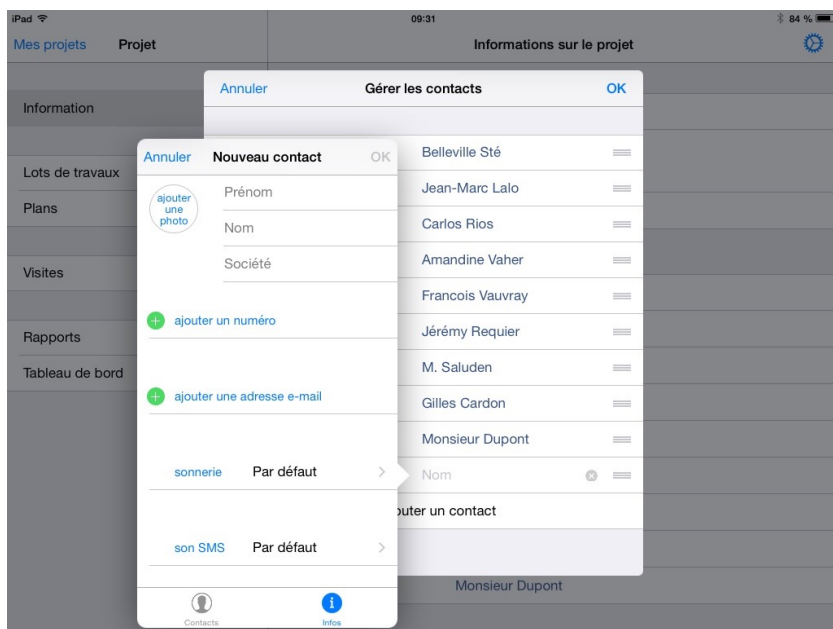 iPad 09:31 84 %
Mes projets Projet Informations sur le projet
Annuler Gérer les contacts OK
Information
Lots de travaux
Plans
Visites
Rapports
Tableau de bord
Annuler Nouveau contact OK
ajouter
une
photo
Prénom
Nom
Société
ajouter un numéro
ajouter une adresse e-mail
sonnerie Par défaut
son SMS Par défaut
Contacts Infos
Belleville Sté
Jean-Marc Lalo
Carlos Rios
Amandine Vaher
Francois Vauvray
Jérémy Requier
M. Saluden
Gilles Cardon
Monsieur Dupont
Nom
outer un contact
Monsieur Dupont